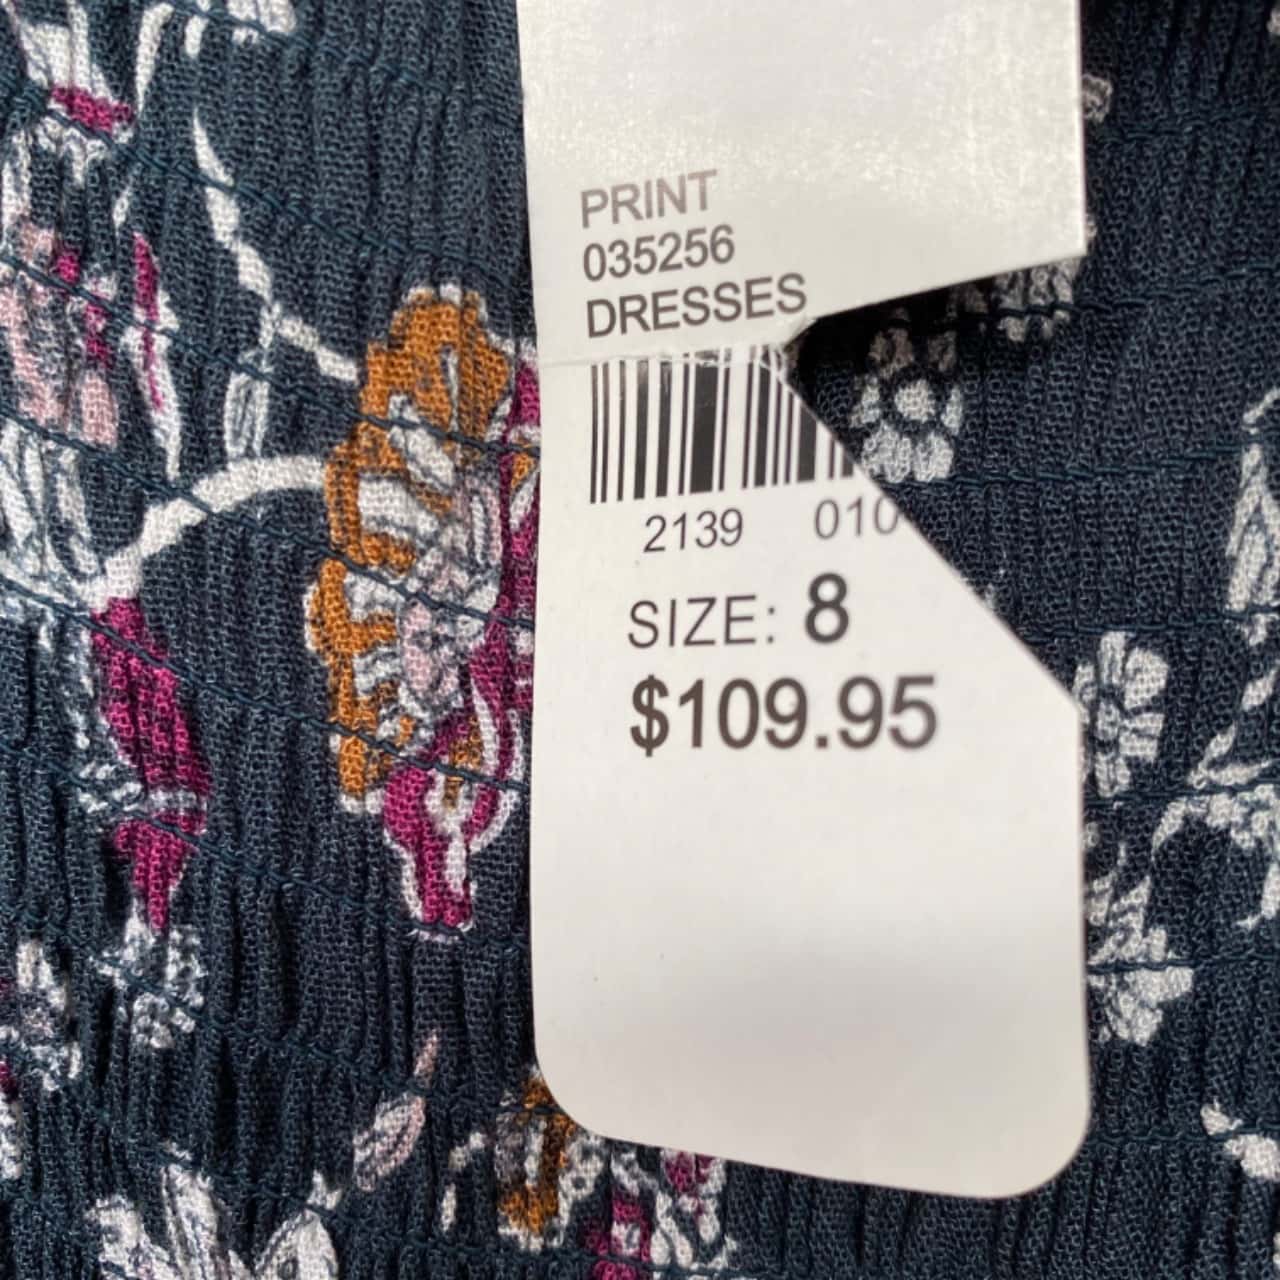 PRINT
035256
DRESSES
2139 010
SIZE: 8
$109.95